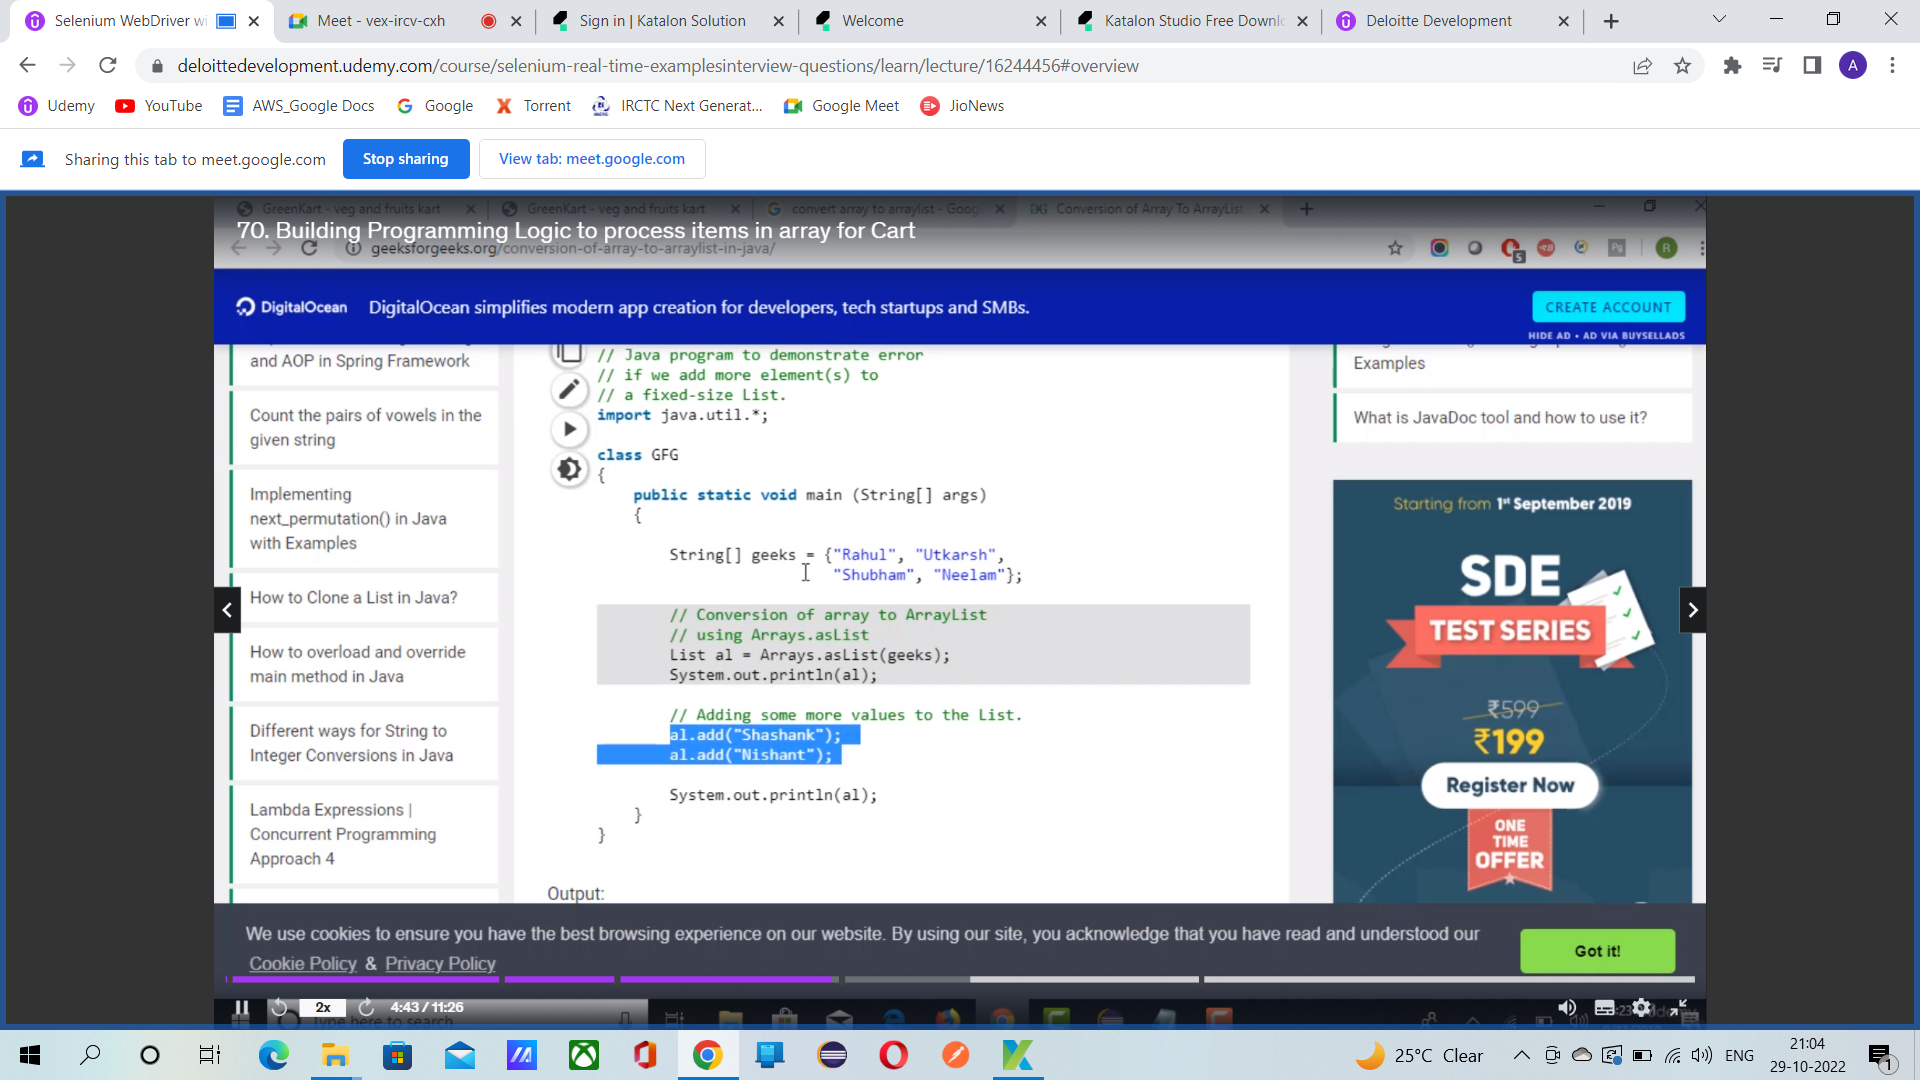 Selenium WebDriver wi
Meet - vex-ircv-cxh
Sign in | Katalon Solution
Welcome
Katalon Studio Free Downlo
Deloitte Development
deloittedevelopment.udemy.com/course/selenium-real-time-examplesinterview-questions/learn/lecture/16244456#overview
A
Udemy
YouTube
AWS_Google Docs
Google
Torrent
IRCTC Next Generat...
Google Meet
JioNews
Sharing this tab to meet.google.com
Stop sharing
View tab: meet.google.com
GreenKart - veg and fruits kart
GreenKart - veg and fruits kart
convert array to arraylist - Goog
Conversion of Array To ArrayList
70. Building Programming Logic to process items in array for Cart
geeksforgeeks.org/conversion-of-array-to-arraylist-in-java/
5
R
DigitalOcean
DigitalOcean simplifies modern app creation for developers, tech startups and SMBs.
CREATE ACCOUNT
HIDE AD • AD VIA BUYSELLADS
and AOP in Spring Framework
Count the pairs of vowels in the
given string
Implementing
next_permutation() in Java
with Examples
How to Clone a List in Java?
How to overload and override
main method in Java
Different ways for String to
Integer Conversions in Java
Lambda Expressions |
Concurrent Programming
Approach 4
// Java program to demonstrate error
// if we add more element(s) to
// a fixed-size List.
import java.util.*;
class GFG
{
public static void main (String[] args)
{
String[] geeks = {"Rahul", "Utkarsh",
"Shubham", "Neelam"};
// Conversion of array to ArrayList
// using Arrays.asList
List al = Arrays.asList(geeks);
System.out.println(al);
// Adding some more values to the List.
al.add("Shashank");
al.add("Nishant");
System.out.println(al);
}
}
Output:
Examples
What is JavaDoc tool and how to use it?
Starting from 1st September 2019
SDE
TEST SERIES
₹599
₹199
Register Now
ONE
TIME
OFFER
We use cookies to ensure you have the best browsing experience on our website. By using our site, you acknowledge that you have read and understood our
Cookie Policy & Privacy Policy
Got it!
2x
4:43 / 11:26
Type here to search
25°C Clear
ENG
21:04
29-10-2022
1